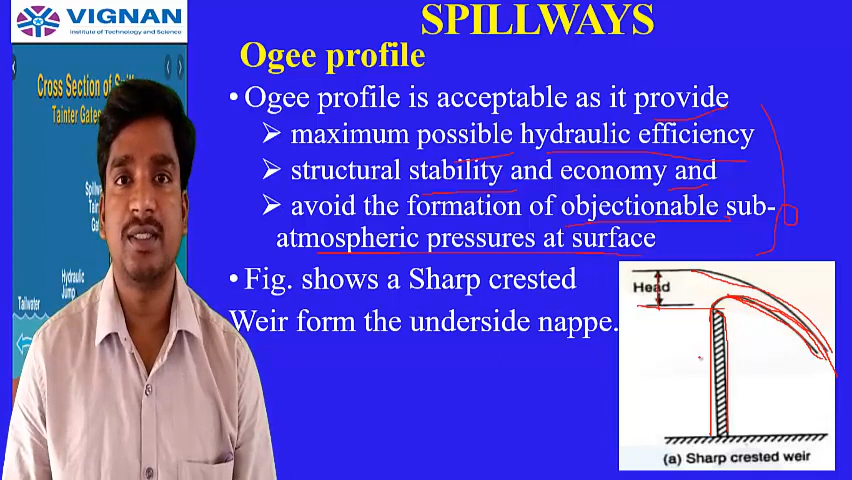 VIGNAN
Institute of Technology and Science
SPILLWAYS
Ogee profile
• Ogee profile is acceptable as it provide
➢ maximum possible hydraulic efficiency
➢ structural stability and economy and
➢ avoid the formation of objectionable sub-
atmospheric pressures at surface
• Fig. shows a Sharp crested
Weir form the underside nappe.
Cross Section of
Tainter Gates
Hydraulic
Jump
Tailwater
Head
(a) Sharp crested weir